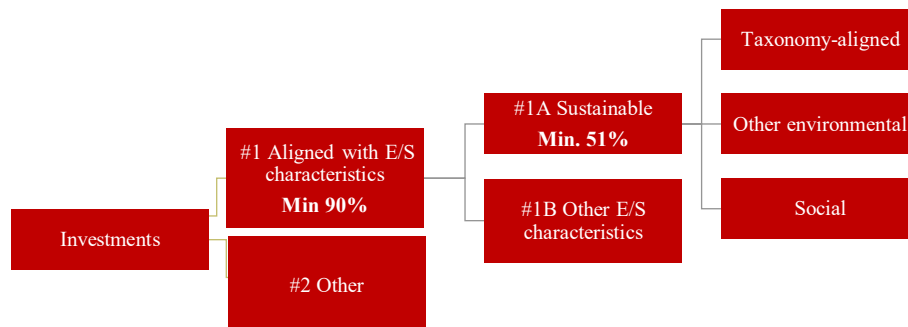 Investments
#1 Aligned with E/S
characteristics
Min 90%
#2 Other
#1A Sustainable
Min. 51%
#1B Other E/S
characteristics
Taxonomy-aligned
Other environmental
Social